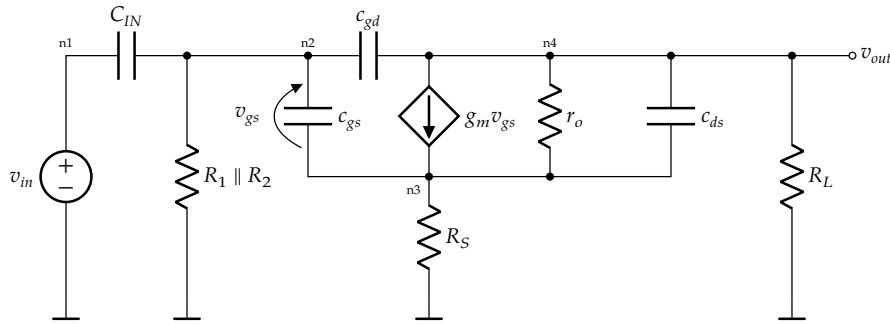 C_IN
c_gd
n1
n2
n4
v_out
v_gs
c_gs
g_m v_gs
r_o
c_ds
v_in
+
−
R_1 ∥ R_2
n3
R_S
R_L